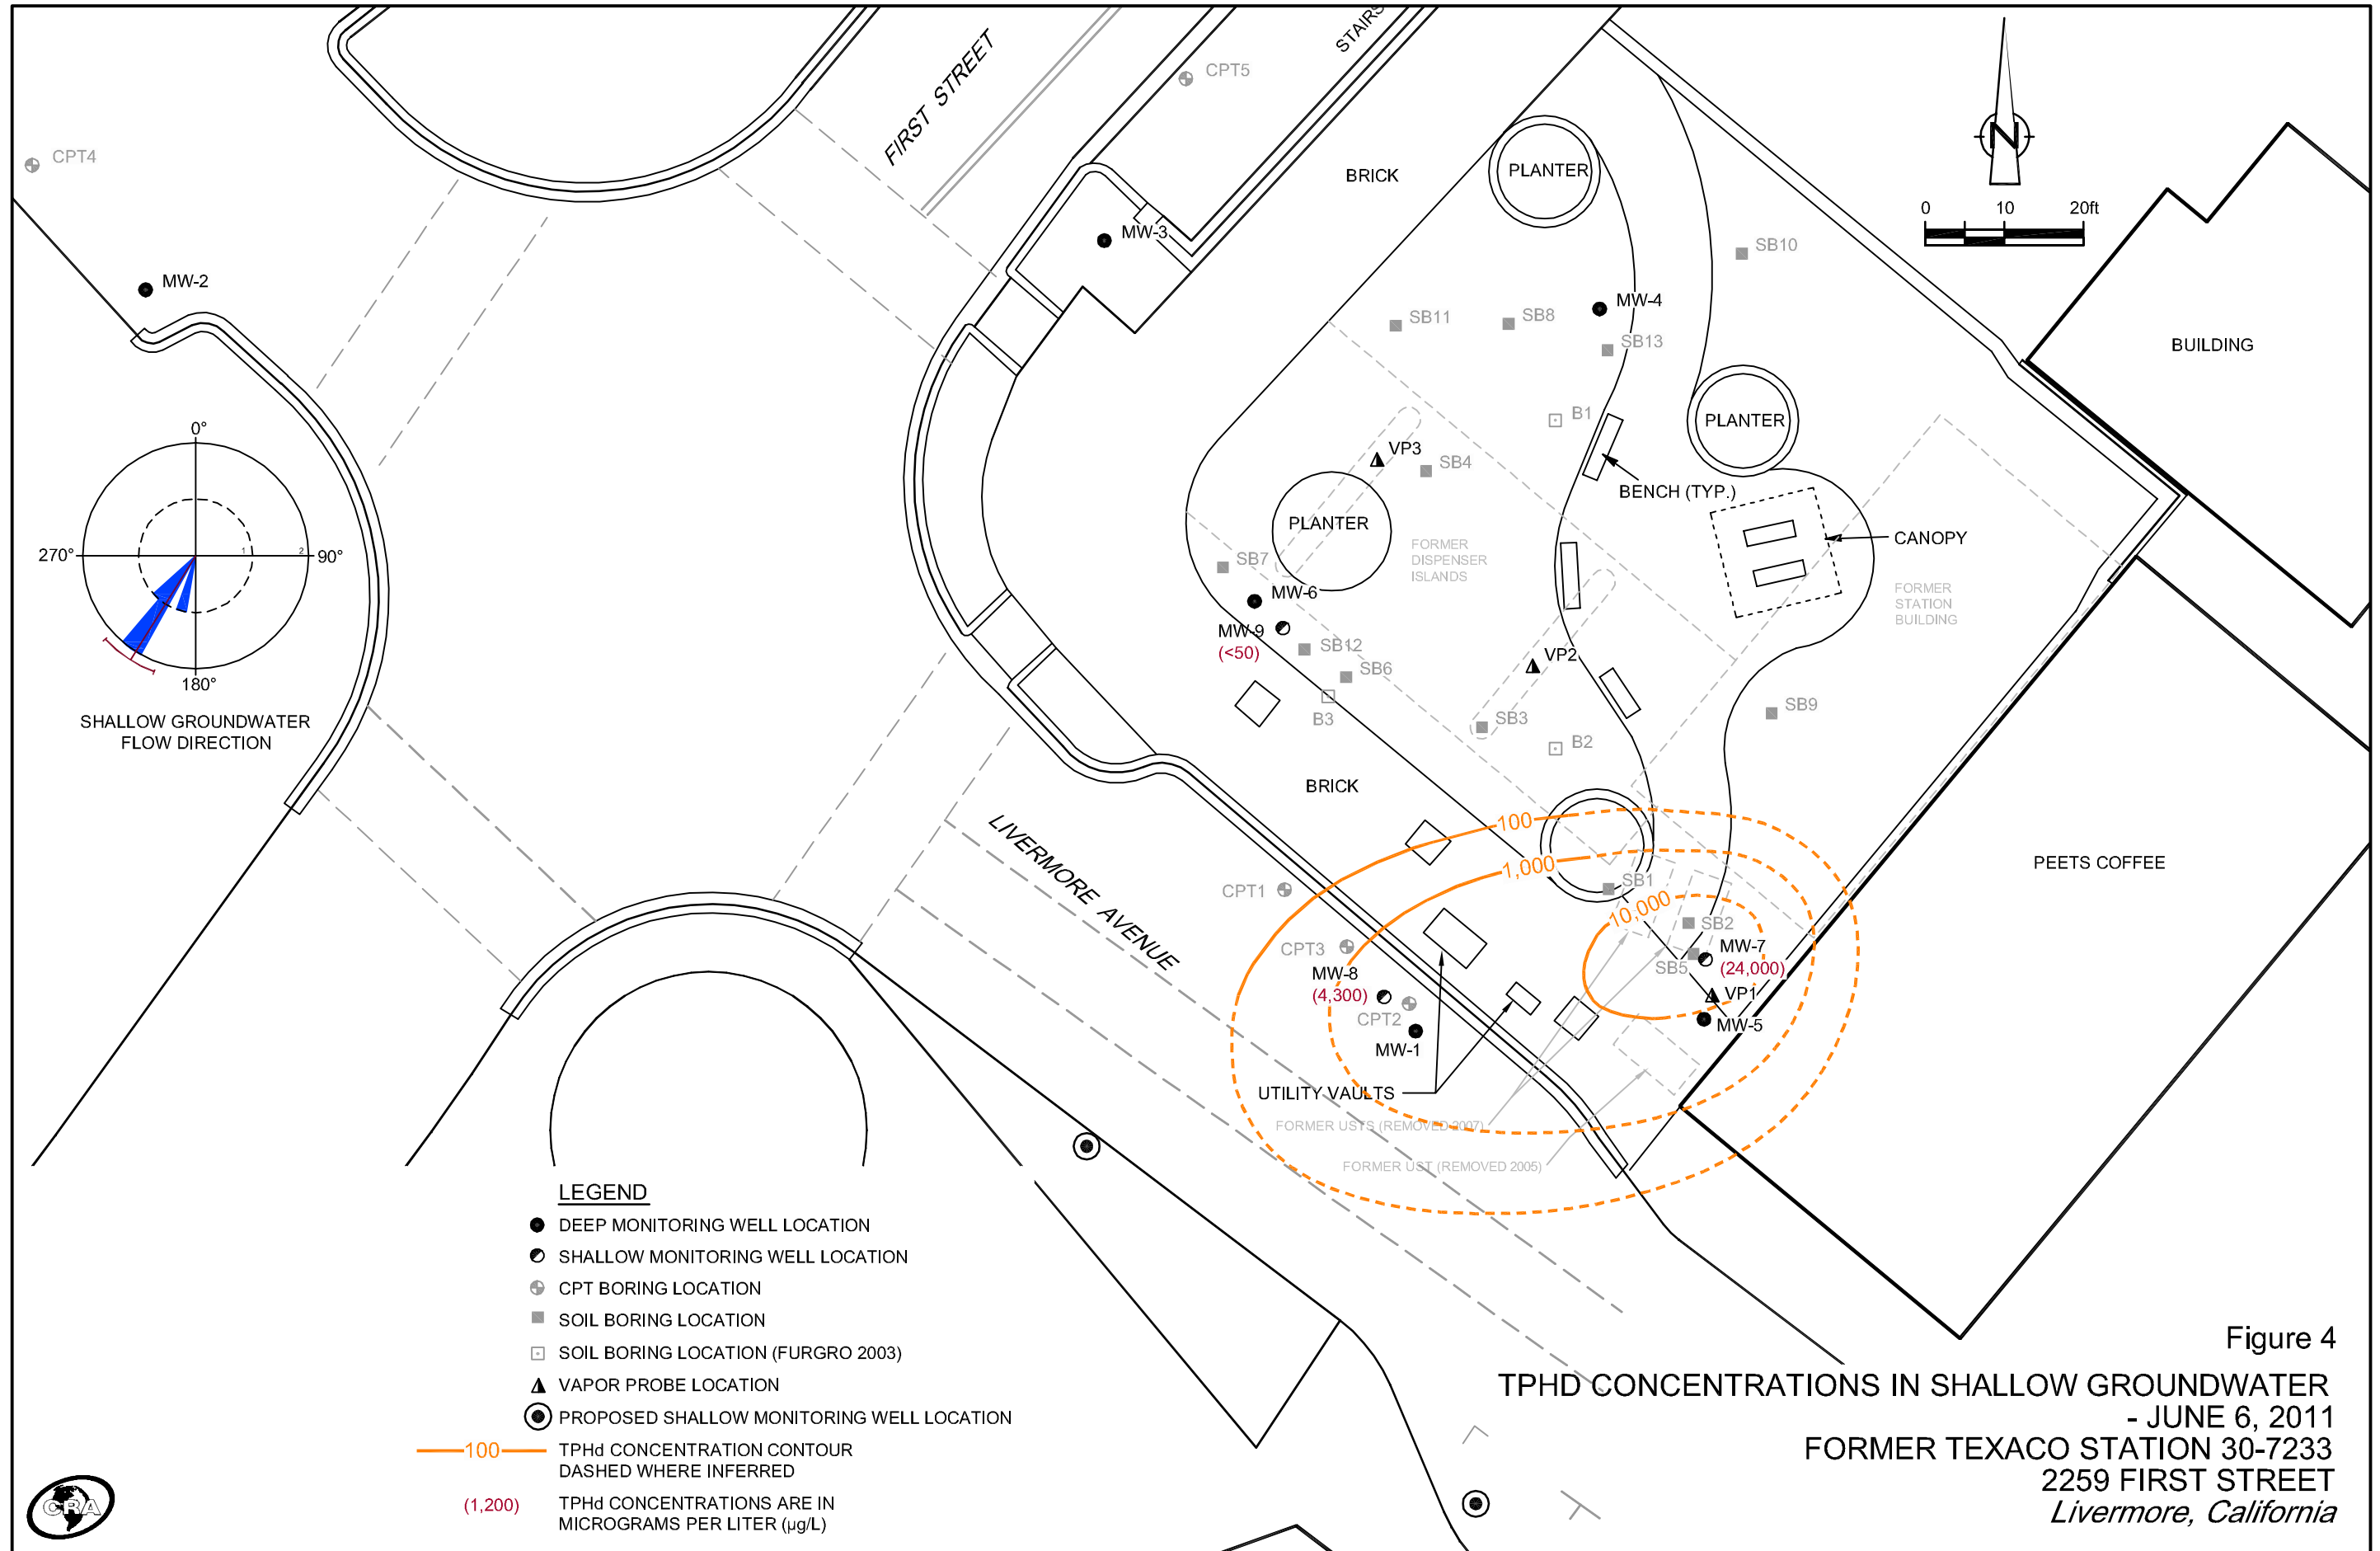 STAIRS
FIRST STREET
CPT5
CPT4
BRICK
PLANTER
N
0 10 20ft
MW-3
SB10
MW-2
MW-4
SB11
SB8
SB13
BUILDING
B1
PLANTER
0°
VP3
SB4
BENCH (TYP.)
PLANTER
CANOPY
FORMER
DISPENSER
ISLANDS
270°
1
2
90°
SB7
MW-6
FORMER
STATION
BUILDING
MW-9
(<50)
SB12
VP2
SB6
180°
SHALLOW GROUNDWATER
FLOW DIRECTION
B3
SB3
SB9
B2
BRICK
100
LIVERMORE AVENUE
1,000
PEETS COFFEE
CPT1
SB1
10,000
SB2
CPT3
MW-7
SB5
(24,000)
MW-8
(4,300)
VP1
CPT2
MW-5
MW-1
UTILITY VAULTS
FORMER USTS (REMOVED 2007)
FORMER UST (REMOVED 2005)
LEGEND
DEEP MONITORING WELL LOCATION
SHALLOW MONITORING WELL LOCATION
CPT BORING LOCATION
SOIL BORING LOCATION
SOIL BORING LOCATION (FURGRO 2003)
VAPOR PROBE LOCATION
PROPOSED SHALLOW MONITORING WELL LOCATION
100 TPHd CONCENTRATION CONTOUR
DASHED WHERE INFERRED
(1,200) TPHd CONCENTRATIONS ARE IN
MICROGRAMS PER LITER (µg/L)
CRA
Figure 4
TPHD CONCENTRATIONS IN SHALLOW GROUNDWATER
- JUNE 6, 2011
FORMER TEXACO STATION 30-7233
2259 FIRST STREET
Livermore, California